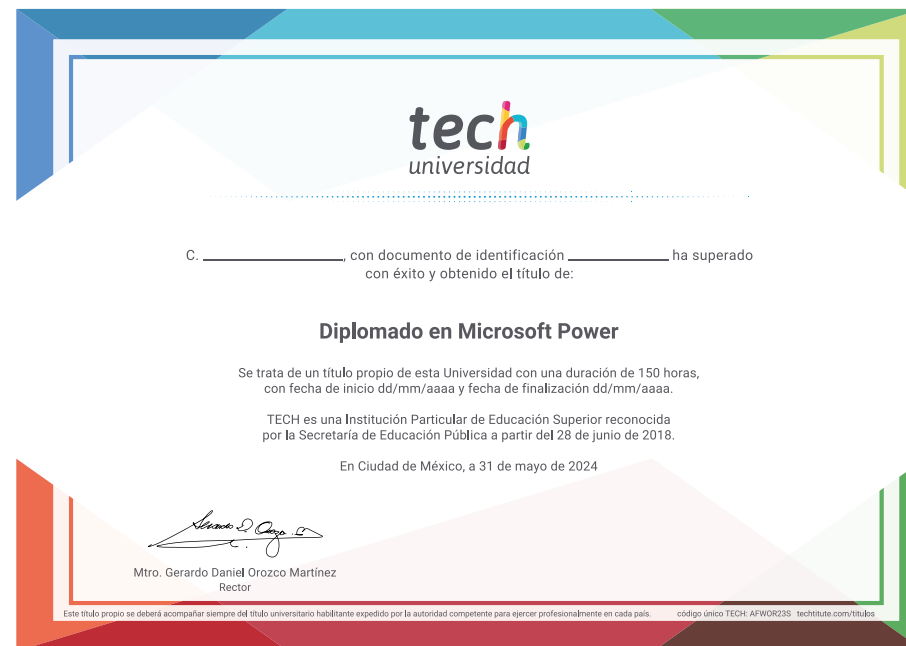 tech
universidad
C. ____________, con documento de identificación ____________ ha superado
con éxito y obtenido el título de:
Diplomado en Microsoft Power
Se trata de un título propio de esta Universidad con una duración de 150 horas,
con fecha de inicio dd/mm/aaaa y fecha de finalización dd/mm/aaaa.
TECH es una Institución Particular de Educación Superior reconocida
por la Secretaría de Educación Pública a partir del 28 de junio de 2018.
En Ciudad de México, a 31 de mayo de 2024
Mtro. Gerardo Daniel Orozco Martínez
Rector
Este título propio se deberá acompañar siempre del título universitario habilitante expedido por la autoridad competente para ejercer profesionalmente en cada país. código único TECH: AFWOR23S techtitute.com/titulos